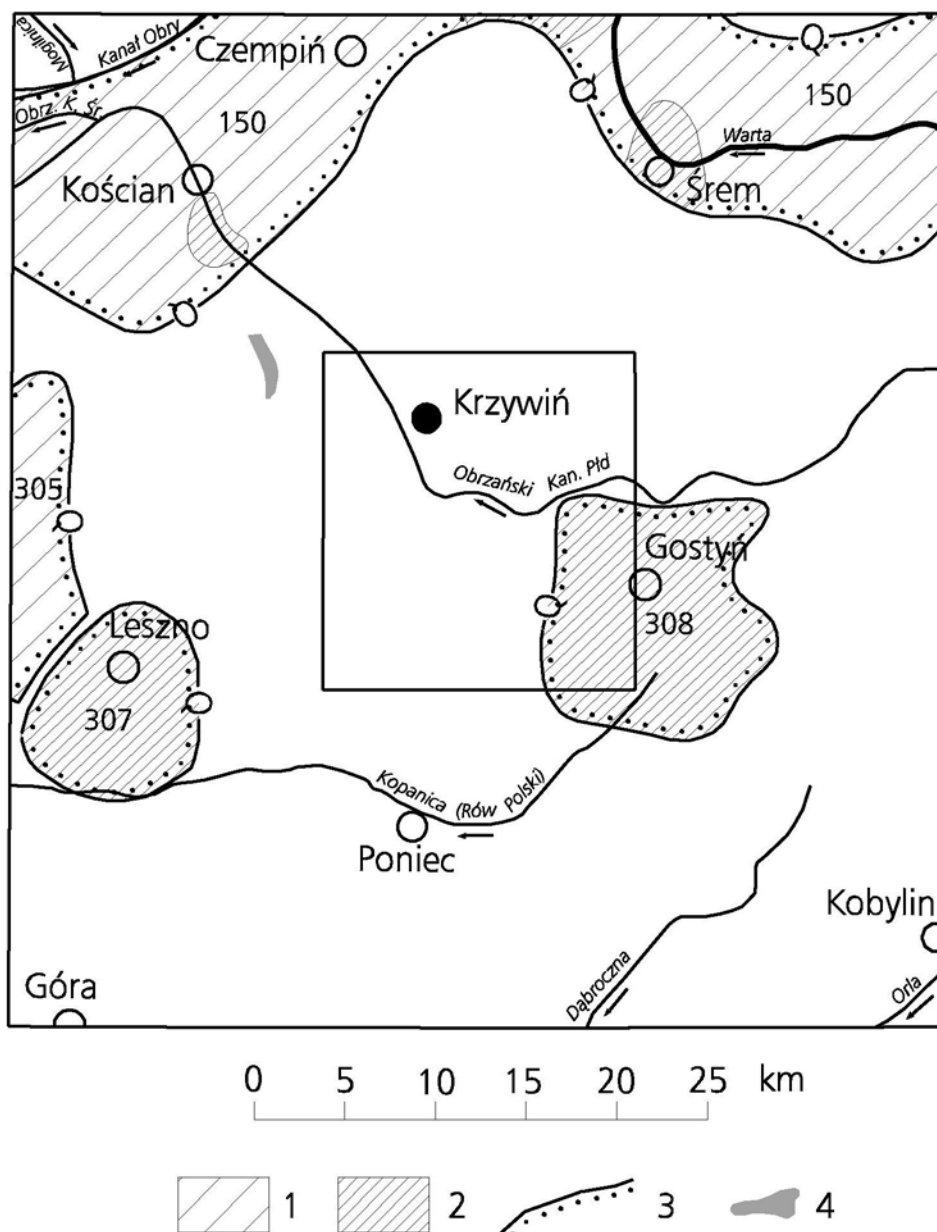 Mogilnica
Kanał Obry
Czempiń
Q
150
150
Obrz. K. Śr.
Q
Warta
Kościan
Śrem
Q
Krzywiń
305
Obrzański Kan. Płd
Q
Gostyń
Q
308
Leszno
307
Q
Kopanica (Rów Polski)
Poniec
Kobylin
Góra
Dąbroczna
Orla
0 5 10 15 20 25 km
1 2 3 4